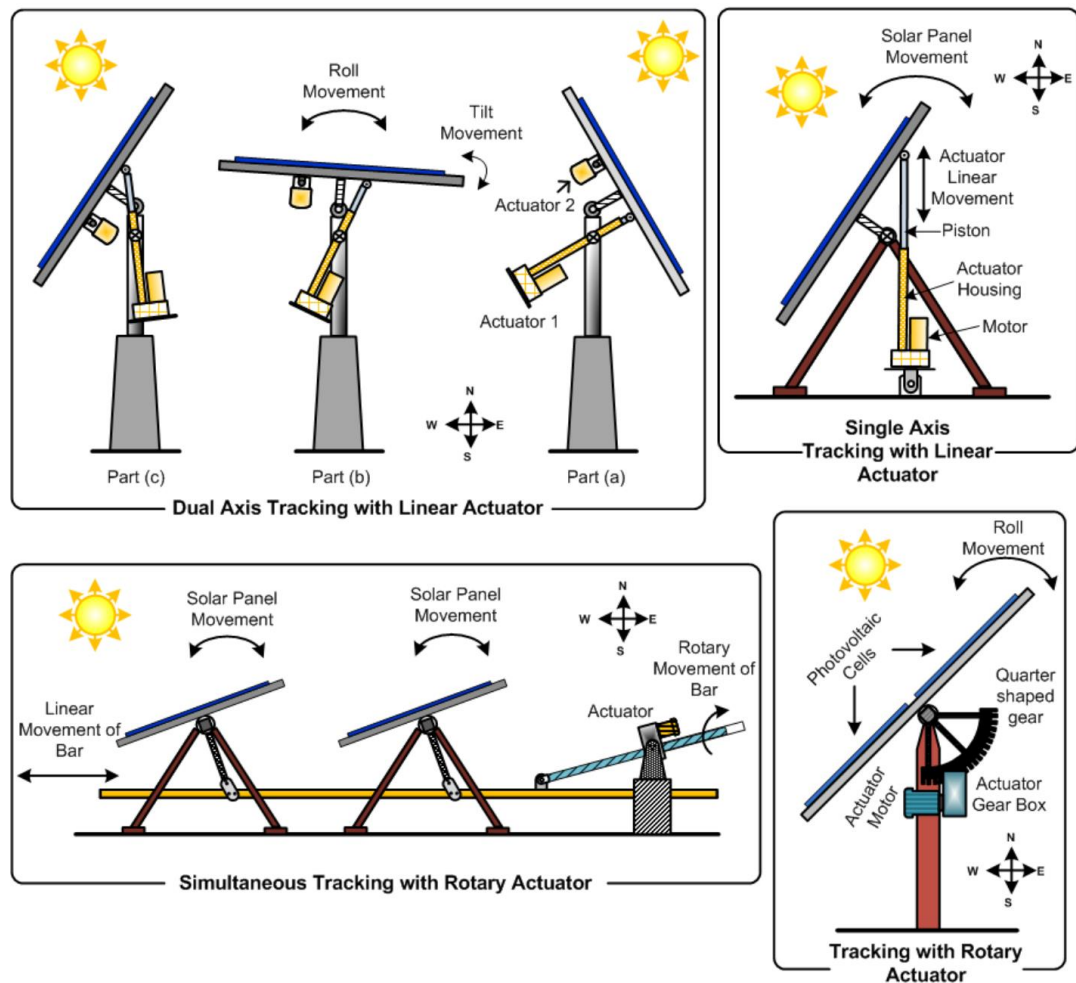 Roll
Movement
Tilt
Movement
Actuator 2
Actuator 1
N
W
E
S
Part (c)
Part (b)
Part (a)
Dual Axis Tracking with Linear Actuator
Solar Panel
Movement
N
W
E
S
Actuator
Linear
Movement
Piston
Actuator
Housing
Motor
Single Axis
Tracking with Linear
Actuator
Solar Panel
Movement
Solar Panel
Movement
N
W
E
S
Rotary
Movement of
Bar
Actuator
Linear
Movement of
Bar
Simultaneous Tracking with Rotary Actuator
Roll
Movement
Photovoltaic
Cells
Quarter
shaped
gear
Actuator
Motor
Actuator
Gear Box
N
W
E
S
Tracking with Rotary
Actuator